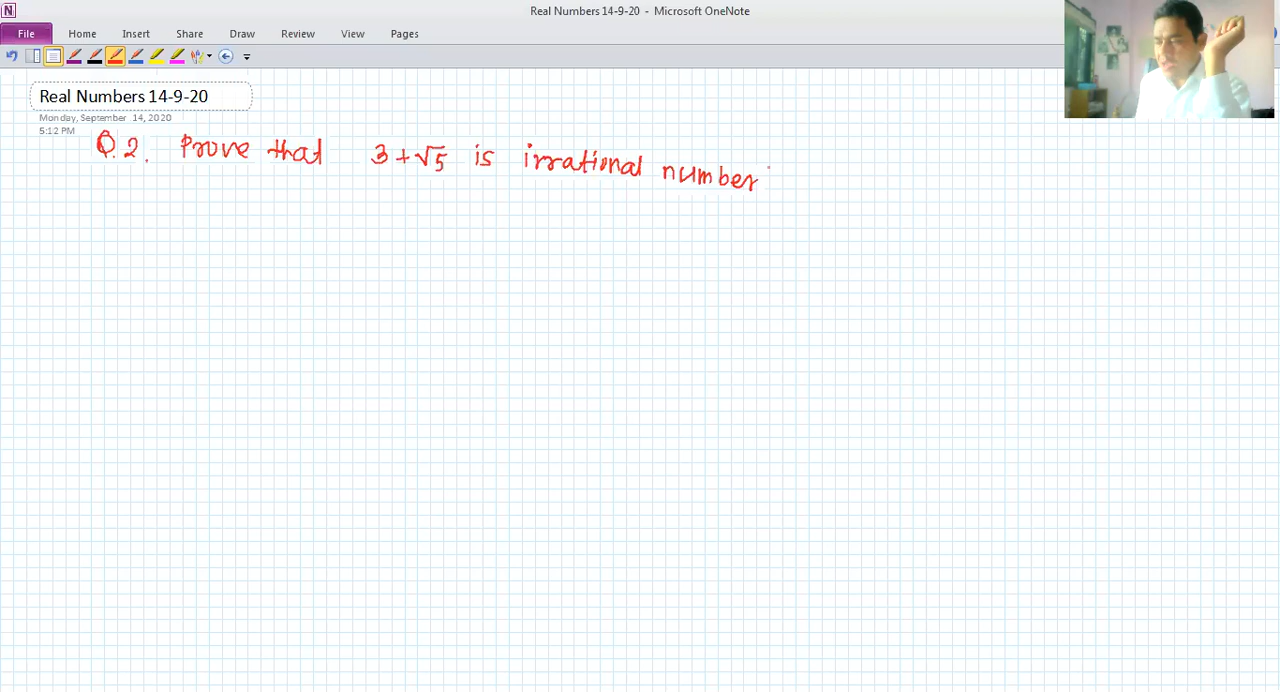 Real Numbers 14-9-20 - Microsoft OneNote
File Home Insert Share Draw Review View Pages
Real Numbers 14-9-20
Monday, September 14, 2020
5:12 PM
Q.2. Prove that 3+√5 is irrational number